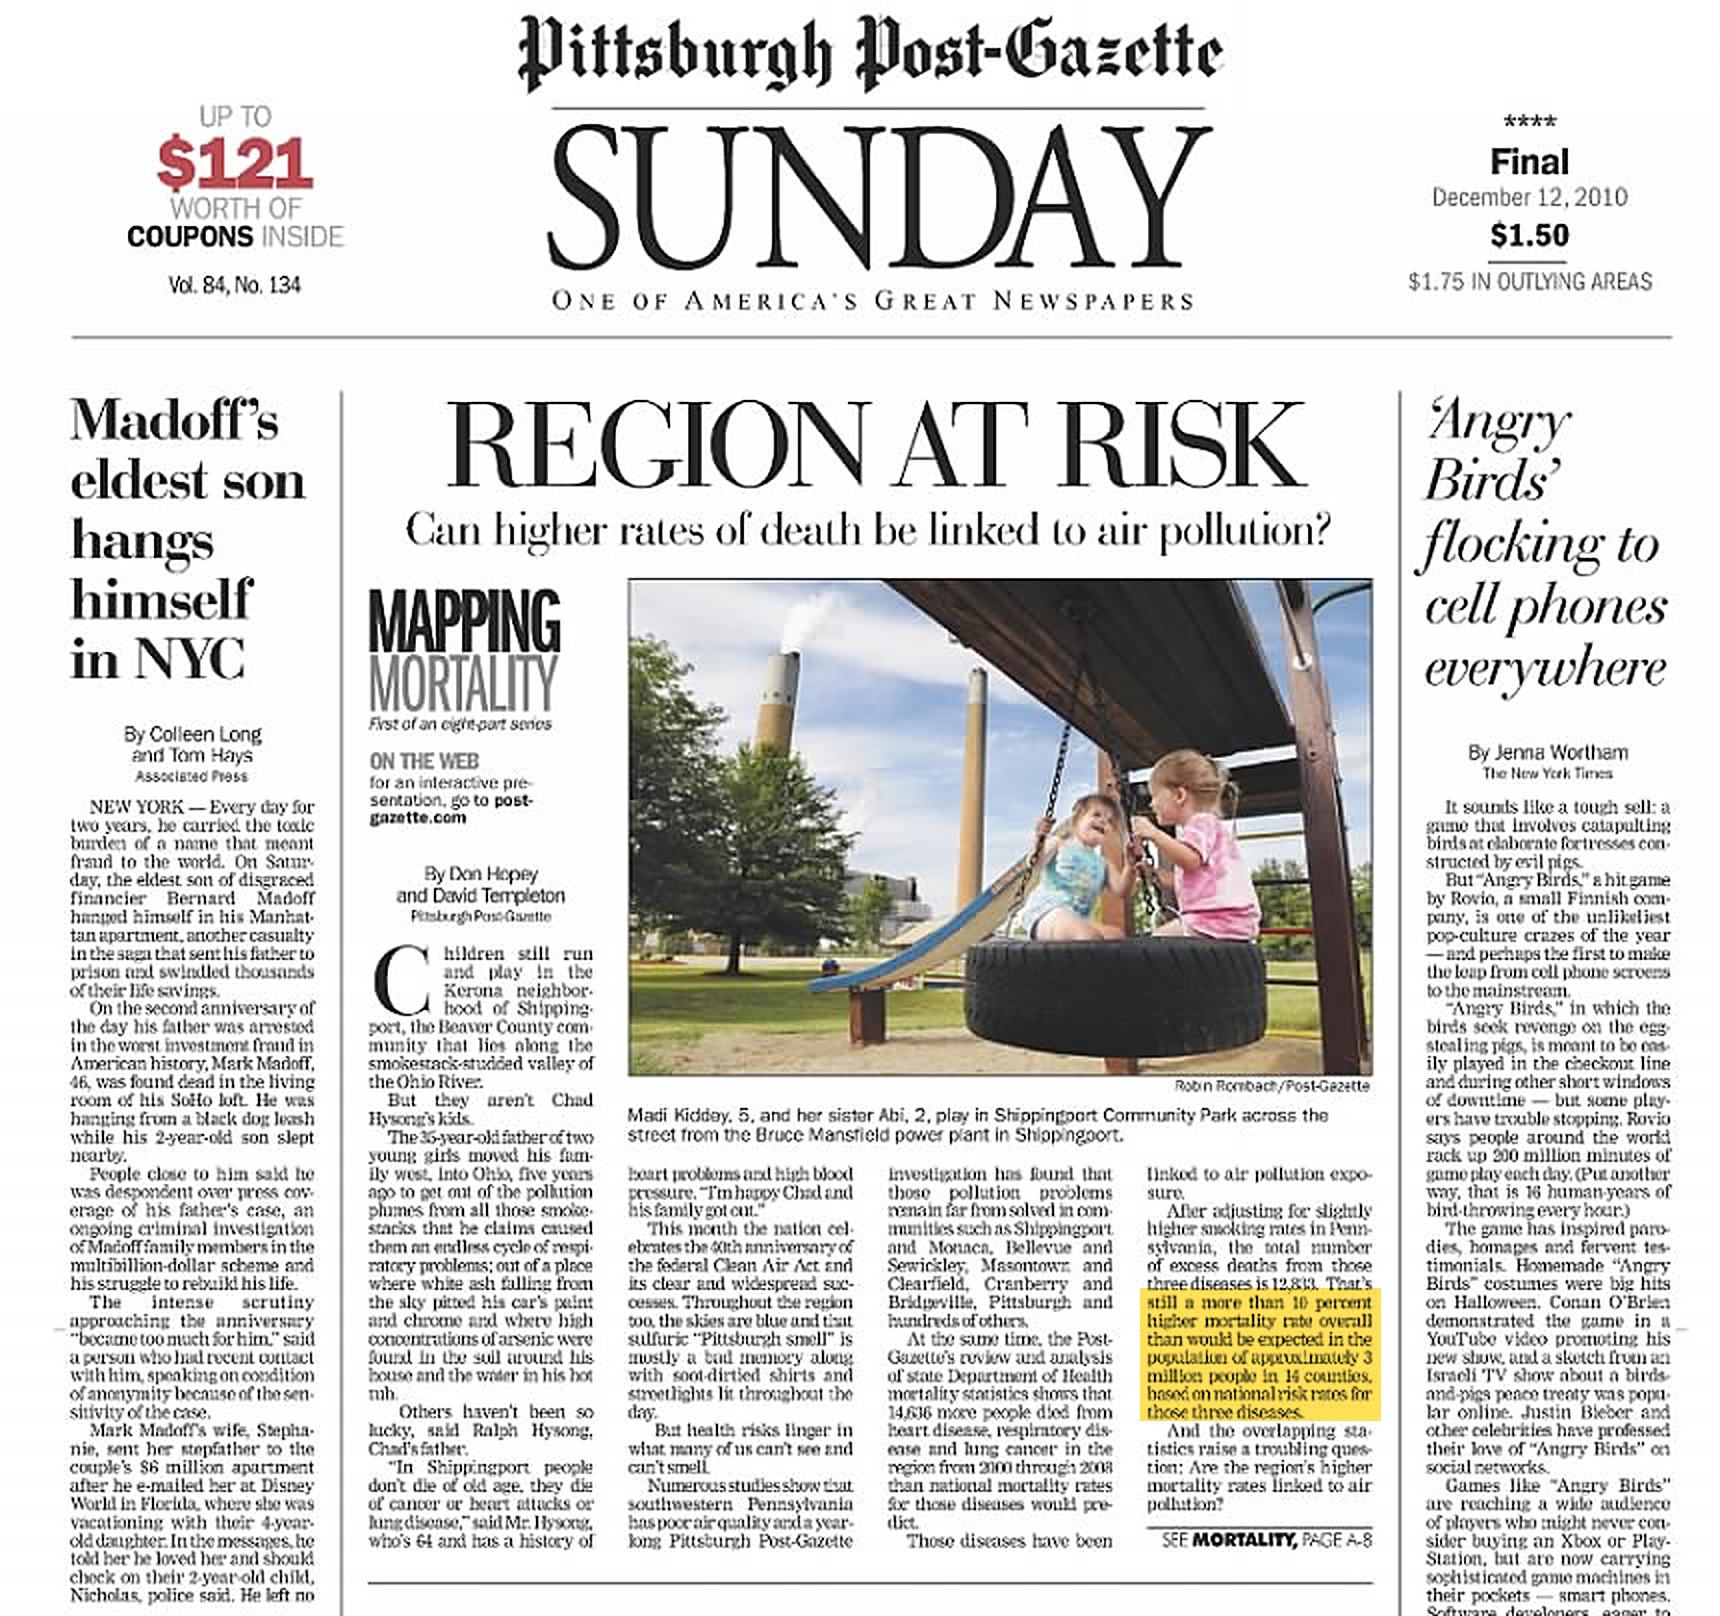 Pittsburgh Post-Gazette
UP TO
$121
WORTH OF
COUPONS INSIDE
Vol. 84, No. 134
SUNDAY
ONE OF AMERICA'S GREAT NEWSPAPERS
****
Final
December 12, 2010
$1.50
$1.75 IN OUTLYING AREAS
Madoff's
eldest son
hangs
himself
in NYC
By Colleen Long
and Tom Hays
Associated Press
NEW YORK — Every day for
two years, he carried the toxic
burden of a name that meant
fraud to the world. On Satur-
day, the eldest son of disgraced
financier Bernard Madoff
hanged himself in his Manhat-
tan apartment, another casualty
in the saga that sent his father to
prison and swindled thousands
of their life savings.
On the second anniversary of
the day his father was arrested
in the worst investment fraud in
American history, Mark Madoff,
46, was found dead in the living
room of his SoHo loft. He was
hanging from a black dog leash
while his 2-year-old son slept
nearby.
People close to him said he
was despondent over press cov-
erage of his father's case, an
ongoing criminal investigation
of Madoff family members in the
multibillion-dollar scheme and
his struggle to rebuild his life.
The intense scrutiny
approaching the anniversary
"became too much for him," said
a person who had recent contact
with him, speaking on condition
of anonymity because of the sen-
sitivity of the case.
Mark Madoff's wife, Stepha-
nie, sent her stepfather to the
couple's $6 million apartment
after he e-mailed her at Disney
World in Florida, where she was
vacationing with their 4-year-
old daughter. In the messages, he
told her he loved her and should
check on their 2-year-old child,
Nicholas, police said. He left no
REGION AT RISK
Can higher rates of death be linked to air pollution?
MAPPING
MORTALITY
First of an eight-part series
ON THE WEB
for an interactive pre-
sentation, go to post-
gazette.com
By Don Hopey
and David Templeton
Pittsburgh Post-Gazette
Children still run
and play in the
Kerona neighbor-
hood of Shipping-
port, the Beaver County com-
munity that lies along the
smokestack-studded valley of
the Ohio River.
But they aren't Chad
Hysong's kids.
The 35-year-old father of two
young girls moved his fam-
ily west, into Ohio, five years
ago to get out of the pollution
plumes from all those smoke-
stacks that he claims caused
them an endless cycle of respi-
ratory problems; out of a place
where white ash falling from
the sky pitted his car's paint
and chrome and where high
concentrations of arsenic were
found in the soil around his
house and the water in his hot
tub.
Others haven't been so
lucky, said Ralph Hysong,
Chad's father.
"In Shippingport people
don't die of old age, they die
of cancer or heart attacks or
lung disease," said Mr. Hysong,
who's 64 and has a history of
Robin Rombach/Post-Gazette
Madi Kiddey, 5, and her sister Abi, 2, play in Shippingport Community Park across the
street from the Bruce Mansfield power plant in Shippingport.
heart problems and high blood
pressure. "I'm happy Chad and
his family got out."
This month the nation cel-
ebrates the 40th anniversary of
the federal Clean Air Act and
its clear and widespread suc-
cesses. Throughout the region
too, the skies are blue and that
sulfuric "Pittsburgh smell" is
mostly a bad memory along
with soot-dirtied shirts and
streetlights lit throughout the
day.
But health risks linger in
what many of us can't see and
can't smell.
Numerous studies show that
southwestern Pennsylvania
has poor air quality and a year-
long Pittsburgh Post-Gazette
investigation has found that
those pollution problems
remain far from solved in com-
munities such as Shippingport
and Monaca, Bellevue and
Sewickley, Masontown and
Clearfield, Cranberry and
Bridgeville, Pittsburgh and
hundreds of others.
At the same time, the Post-
Gazette's review and analysis
of state Department of Health
mortality statistics shows that
14,636 more people died from
heart disease, respiratory dis-
ease and lung cancer in the
region from 2000 through 2008
than national mortality rates
for those diseases would pre-
dict.
Those diseases have been
linked to air pollution expo-
sure.
After adjusting for slightly
higher smoking rates in Penn-
sylvania, the total number
of excess deaths from those
three diseases is 12,833. That's
still a more than 10 percent
higher mortality rate overall
than would be expected in the
population of approximately 3
million people in 14 counties,
based on national risk rates for
those three diseases.
And the overlapping sta-
tistics raise a troubling ques-
tion: Are the region's higher
mortality rates linked to air
pollution?
SEE MORTALITY, PAGE A-8
'Angry
Birds'
flocking to
cell phones
everywhere
By Jenna Wortham
The New York Times
It sounds like a tough sell: a
game that involves catapulting
birds at elaborate fortresses con-
structed by evil pigs.
But "Angry Birds," a hit game
by Rovio, a small Finnish com-
pany, is one of the unlikeliest
pop-culture crazes of the year
— and perhaps the first to make
the leap from cell phone screens
to the mainstream.
"Angry Birds," in which the
birds seek revenge on the egg-
stealing pigs, is meant to be eas-
ily played in the checkout line
and during other short windows
of downtime — but some play-
ers have trouble stopping. Rovio
says people around the world
rack up 200 million minutes of
game play each day. (Put another
way, that is 16 human-years of
bird-throwing every hour.)
The game has inspired paro-
dies, homages and fervent tes-
timonials. Homemade "Angry
Birds" costumes were big hits
on Halloween. Conan O'Brien
demonstrated the game in a
YouTube video promoting his
new show, and a sketch from an
Israeli TV show about a birds-
and-pigs peace treaty was popu-
lar online. Justin Bieber and
other celebrities have professed
their love of "Angry Birds" on
social networks.
Games like "Angry Birds"
are reaching a wide audience
of players who might never con-
sider buying an Xbox or Play-
Station, but are now carrying
sophisticated game machines in
their pockets — smart phones.
Software developers, eager to